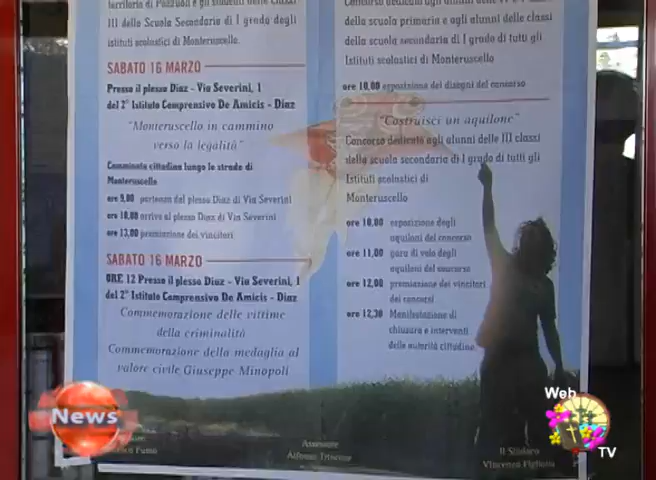 territorio di Pozzuoli e gli studenti delle classi
III della Scuola Secondaria di I grado degli
istituti scolastici di Monteruscello.
SABATO 16 MARZO
Presso il plesso Diaz - Via Severini, 1
del 2° Istituto Comprensivo De Amicis - Diaz
"Monteruscello in cammino
verso la legalità"
Camminata cittadina lungo le strade di
Monteruscello
ore 9,00 partenza dal plesso Diaz di Via Severini
ore 10,00 arrivo al plesso Diaz di Via Severini
ore 13,00 premiazione dei vincitori
SABATO 16 MARZO
ORE 12 Presso il plesso Diaz - Via Severini, 1
del 2° Istituto Comprensivo De Amicis - Diaz
Commemorazione delle vittime
della criminalità
Commemorazione della medaglia al
valore civile Giuseppe Minopoli
Concorso dedicato agli alunni delle
della scuola primaria e agli alunni delle classi
della scuola secondaria di I grado di tutti gli
Istituti scolastici di Monteruscello
ore 10,00 esposizione dei disegni del concorso
"Costruisci un aquilone"
Concorso dedicato agli alunni delle III classi
della scuola secondaria di I grado di tutti gli
Istituti scolastici di
Monteruscello
ore 10,00 esposizione degli
aquiloni del concorso
ore 11,00 gara di volo degli
aquiloni del concorso
ore 12,00 premiazione dei vincitori
dei concorsi
ore 12,30 Manifestazione di
chiusura e interventi
delle autorità cittadine
Fumo
Assessore
Alfonso Trincone
Il Sindaco
Vincenzo Figliolia
News
Web
TV